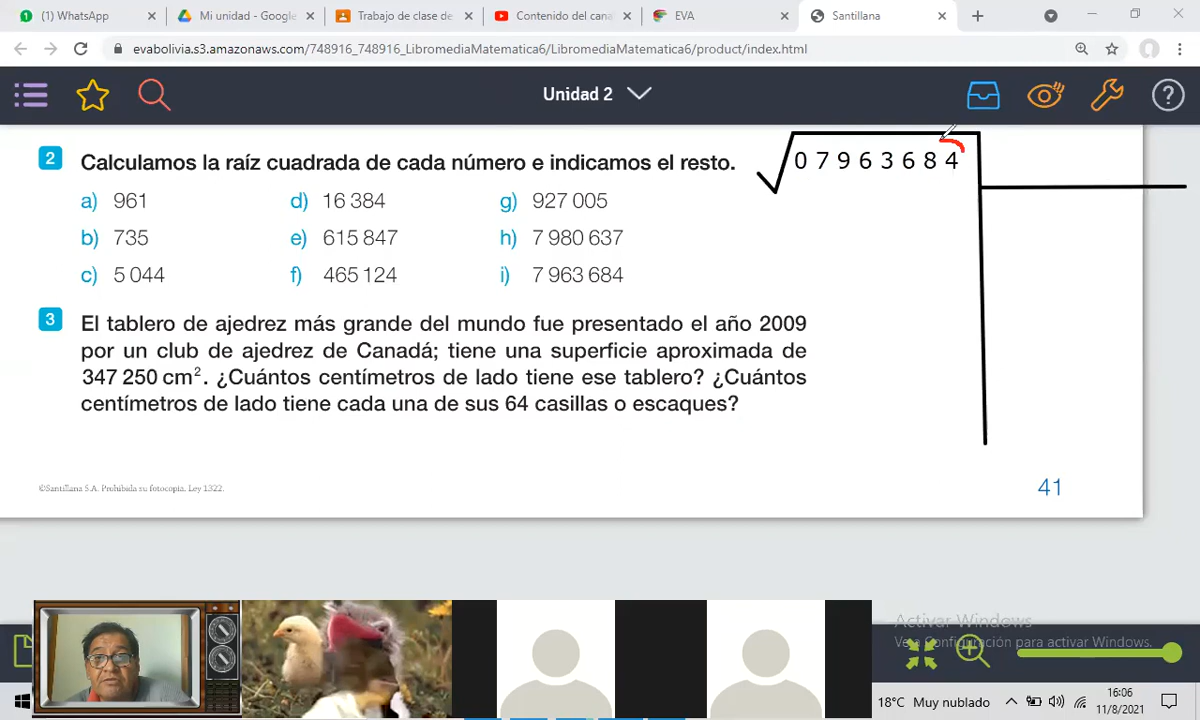 (1) WhatsApp
Mi unidad - Google
Trabajo de clase de
Contenido del cana
EVA
Santillana
evabolivia.s3.amazonaws.com/748916_748916_LibromediaMatematica6/LibromediaMatematica6/product/index.html
Unidad 2
2 Calculamos la raíz cuadrada de cada número e indicamos el resto.
0 7 9 6 3 6 8 4
a) 961 d) 16 384 g) 927 005
b) 735 e) 615 847 h) 7 980 637
c) 5 044 f) 465 124 i) 7 963 684
3 El tablero de ajedrez más grande del mundo fue presentado el año 2009
por un club de ajedrez de Canadá; tiene una superficie aproximada de
347 250 cm². ¿Cuántos centímetros de lado tiene ese tablero? ¿Cuántos
centímetros de lado tiene cada una de sus 64 casillas o escaques?
©Santillana S.A. Prohibida su fotocopia. Ley 1322.
41
Activar Windows
Ve a Configuración para activar Windows.
18°C Muy nublado
16:06
11/8/2021